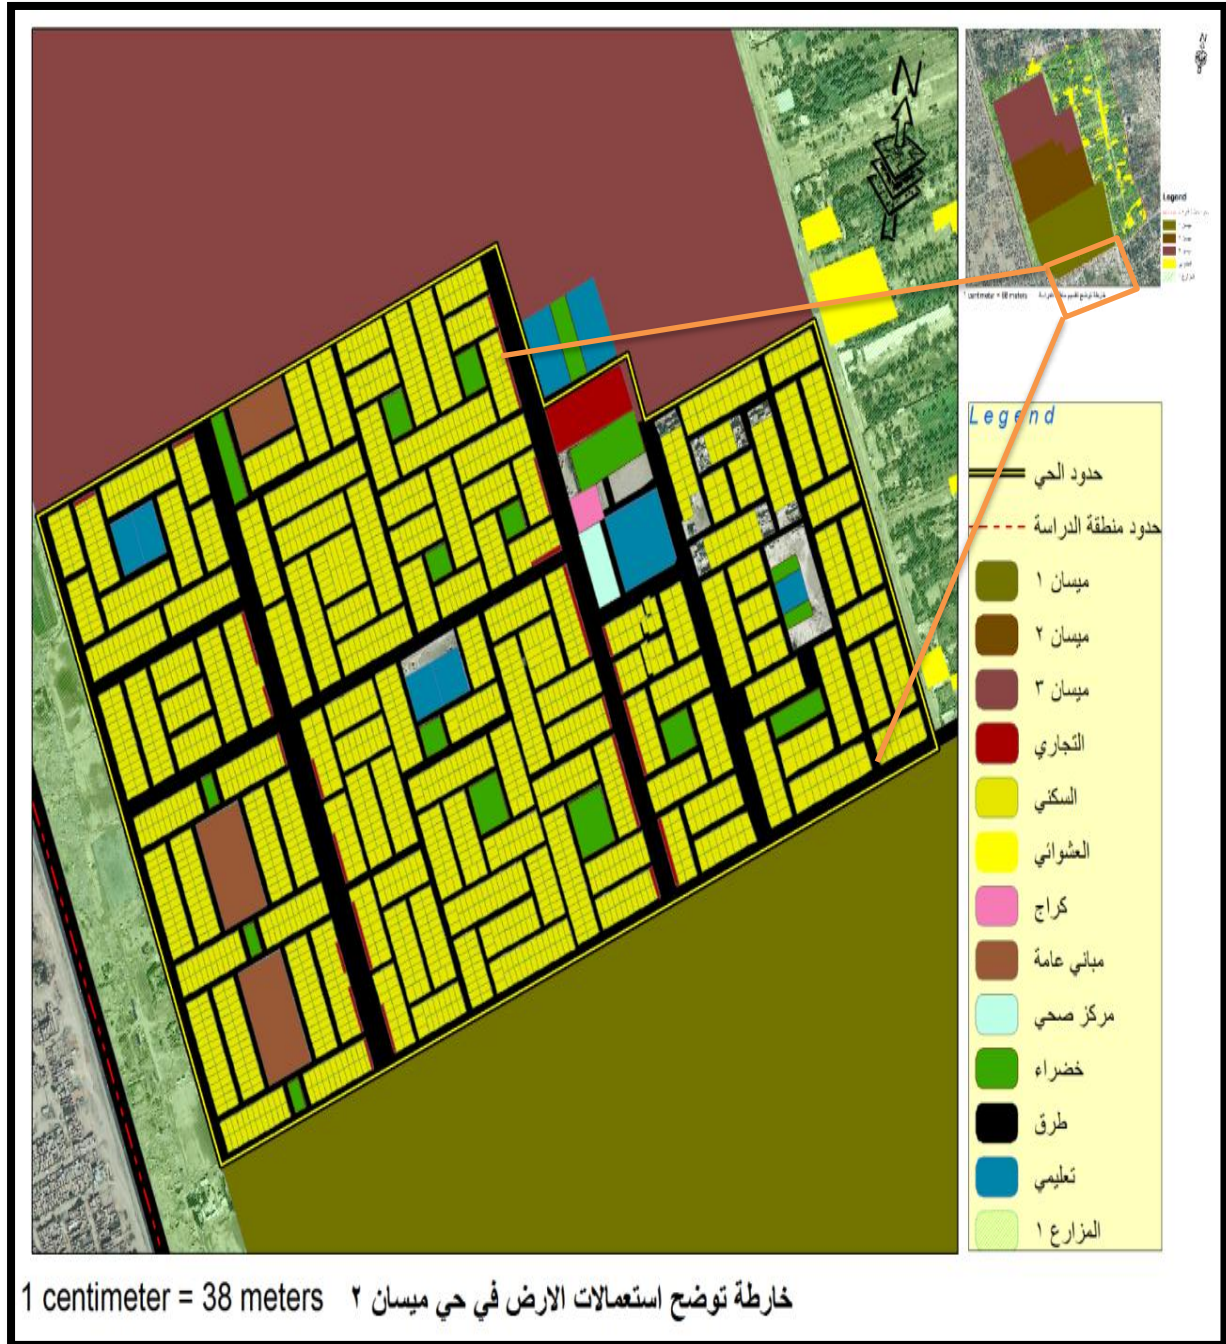 N
N
Legend
1 centimeter = 88 meters
Legend
حدود الحي
حدود منطقة الدراسة
ميسان ١
ميسان ٢
ميسان ٣
التجاري
السكني
العشوائي
كراج
مباني عامة
مركز صحي
خضراء
طرق
تعليمي
المزارع ١
1 centimeter = 38 meters خارطة توضح استعمالات الارض في حي ميسان ٢